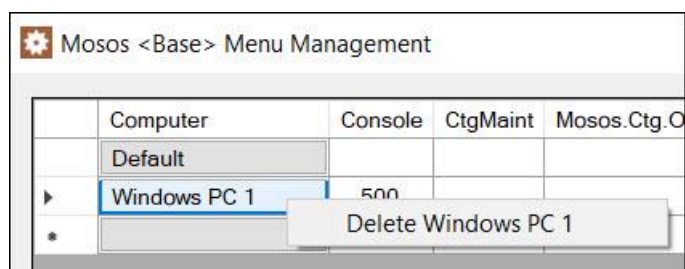 Mosos <Base> Menu Management
Computer Console CtgMaint Mosos.Ctg.O
Default
Windows PC 1 500
Delete Windows PC 1